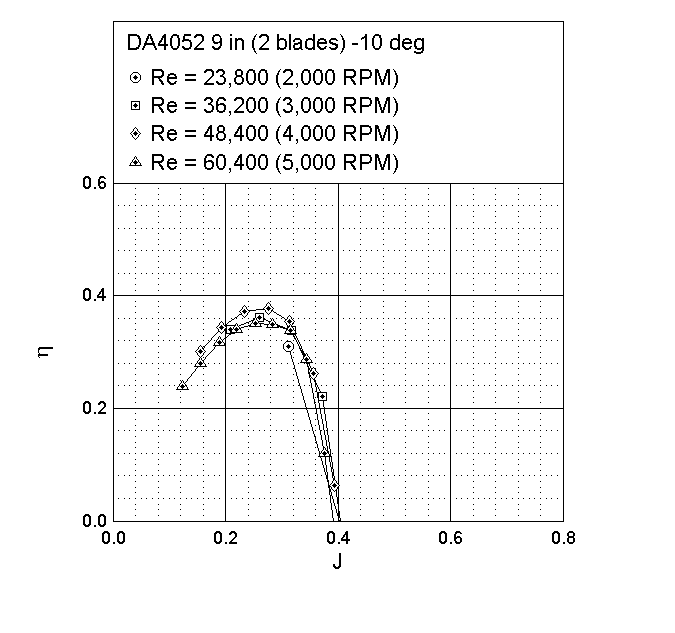 DA4052 9 in (2 blades) -10 deg
Re = 23,800 (2,000 RPM)
Re = 36,200 (3,000 RPM)
Re = 48,400 (4,000 RPM)
Re = 60,400 (5,000 RPM)
0.6
0.4
η
0.2
0.0
0.0 0.2 0.4 0.6 0.8
J